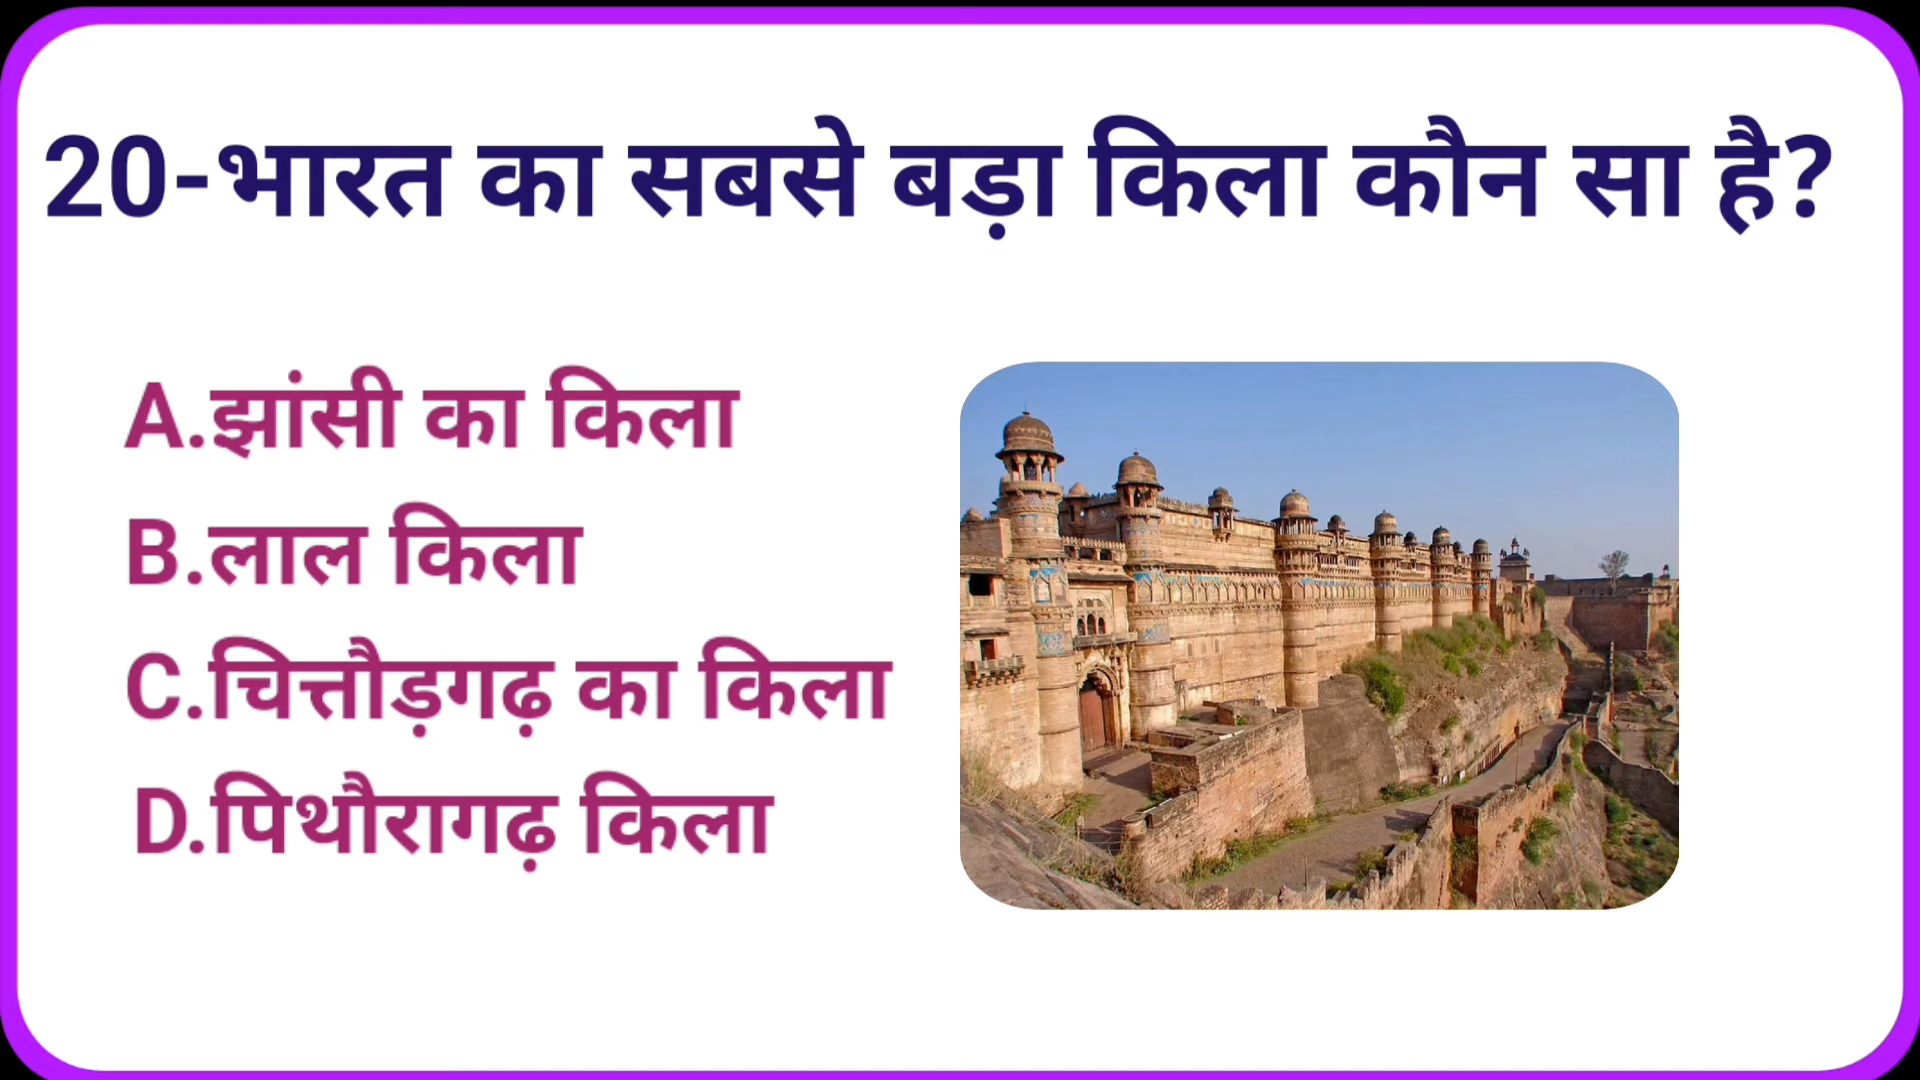 20-भारत का सबसे बड़ा किला कौन सा है?
A.झांसी का किला
B.लाल किला
C.चित्तौड़गढ़ का किला
D.पिथौरागढ़ किला